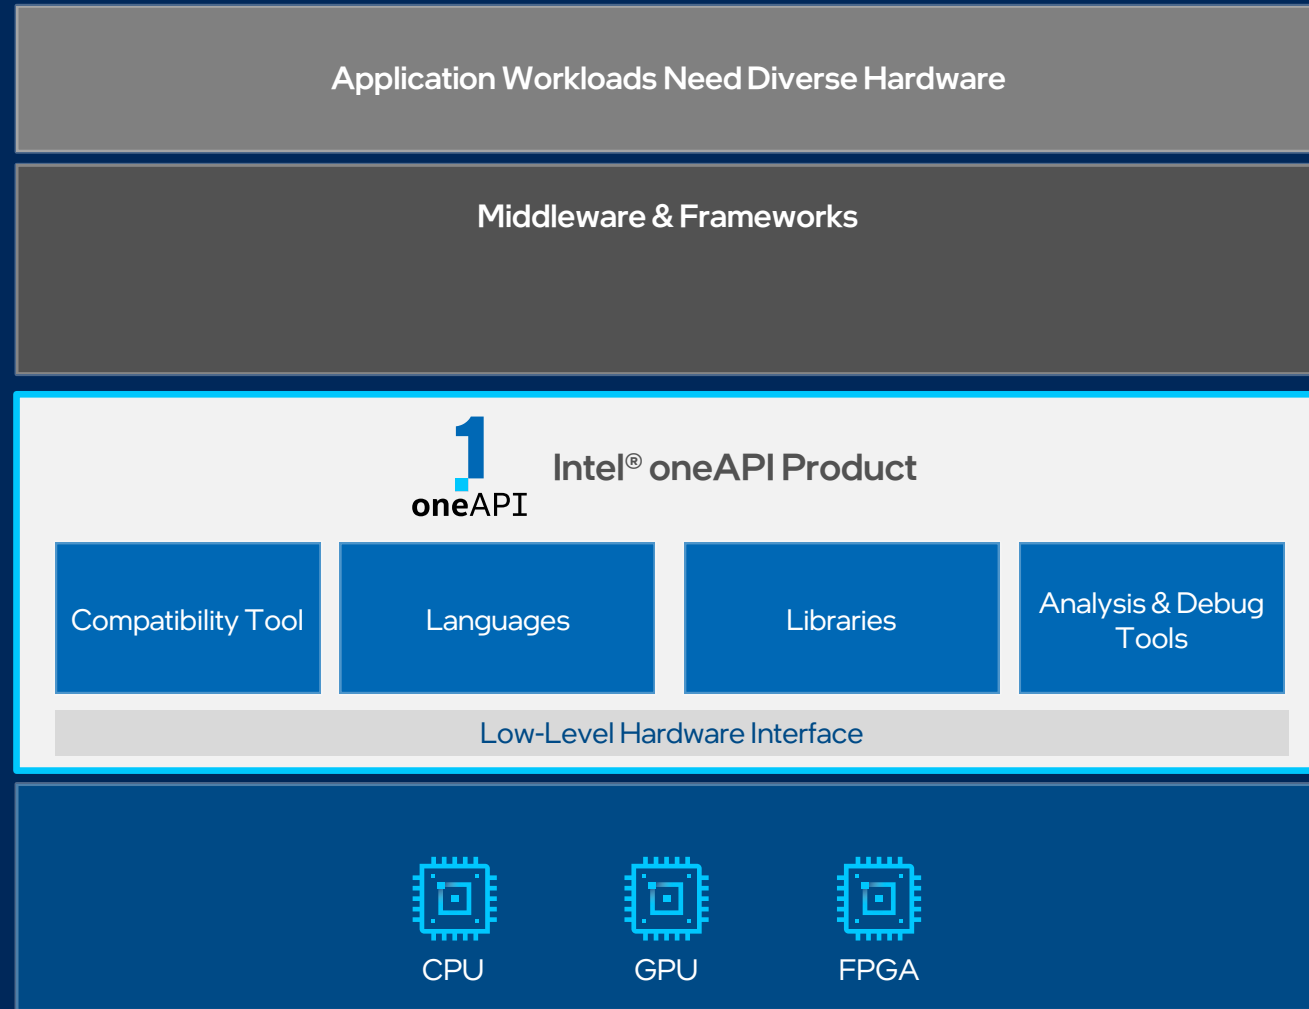 Application Workloads Need Diverse Hardware
Middleware & Frameworks
1
oneAPI
Intel® oneAPI Product
Compatibility Tool
Languages
Libraries
Analysis & Debug
Tools
Low-Level Hardware Interface
CPU
GPU
FPGA